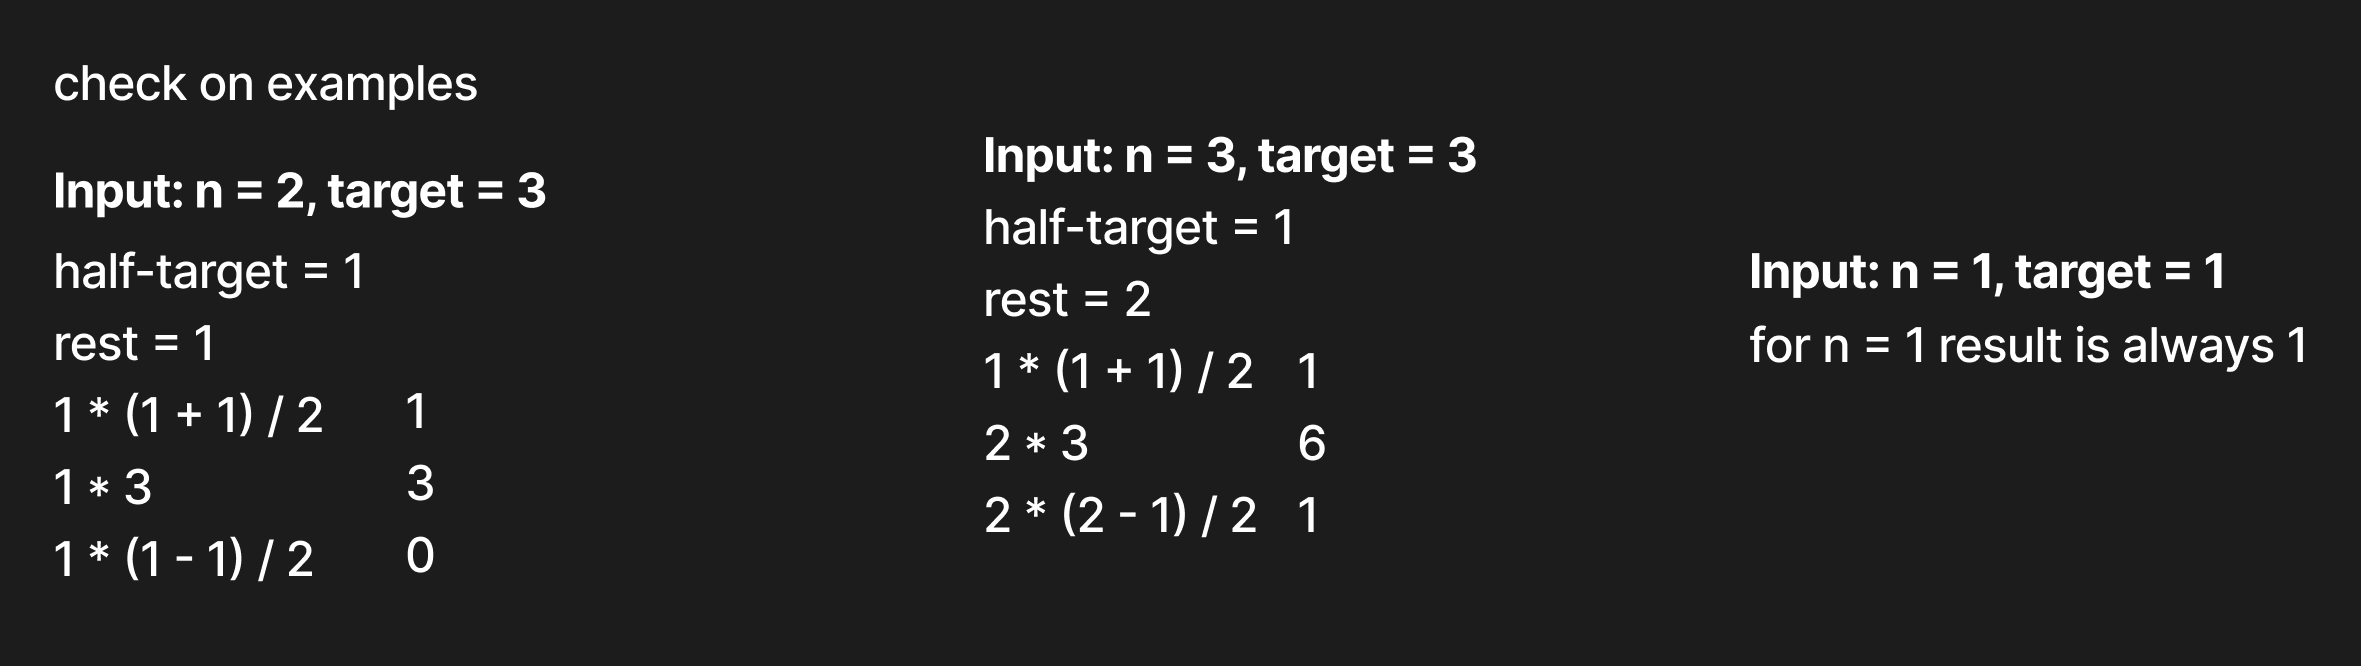 check on examples
Input: n = 2, target = 3
half-target = 1
rest = 1
1 * (1 + 1) / 2 1
1 * 3 3
1 * (1 - 1) / 2 0
Input: n = 3, target = 3
half-target = 1
rest = 2
1 * (1 + 1) / 2 1
2 * 3 6
2 * (2 - 1) / 2 1
Input: n = 1, target = 1
for n = 1 result is always 1